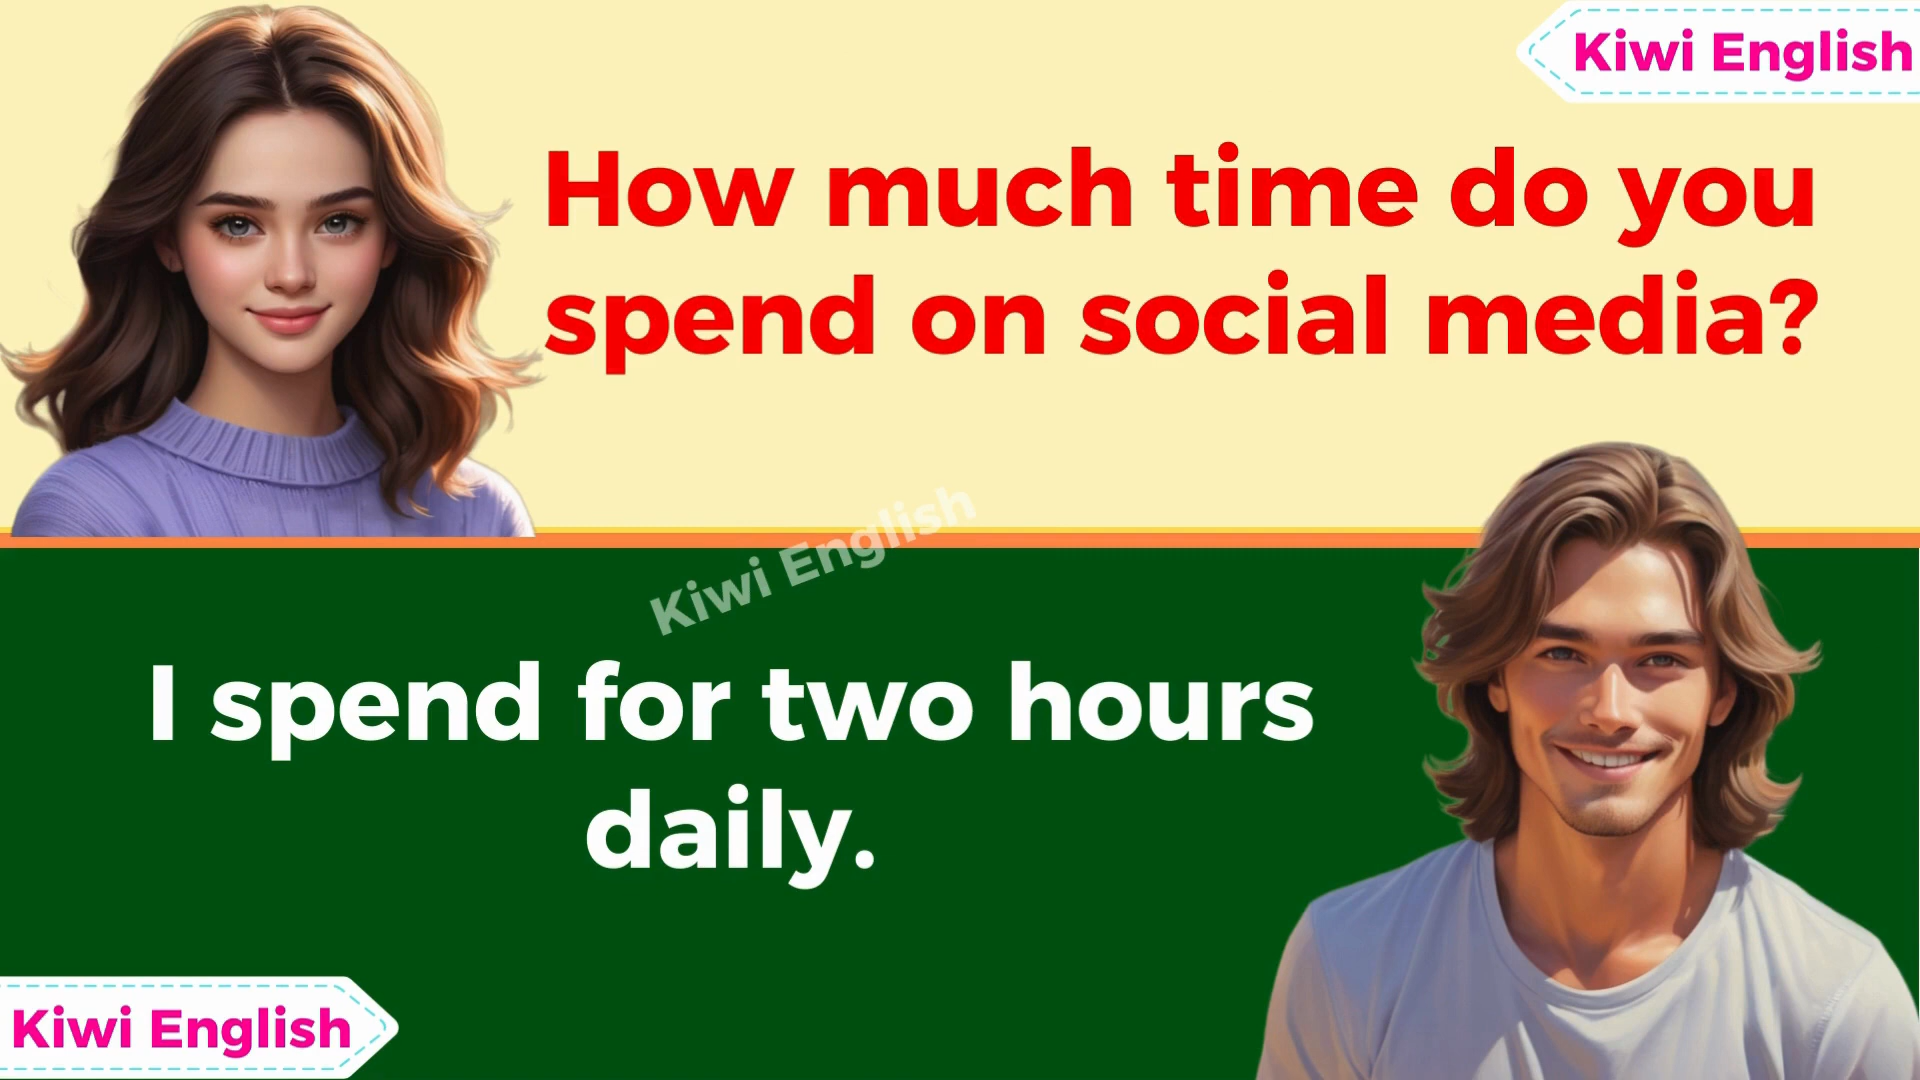 Kiwi English
How much time do you
spend on social media?
Kiwi English
I spend for two hours
daily.
Kiwi English